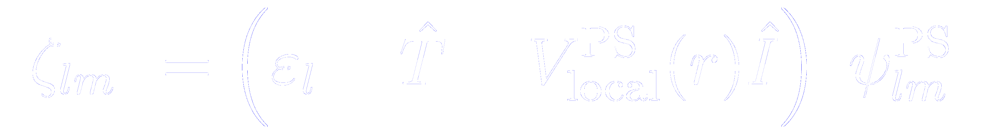 ζ_{lm} = ( ε_l T̂ V^{PS}_{local}(r) Î ) ψ^{PS}_{lm}